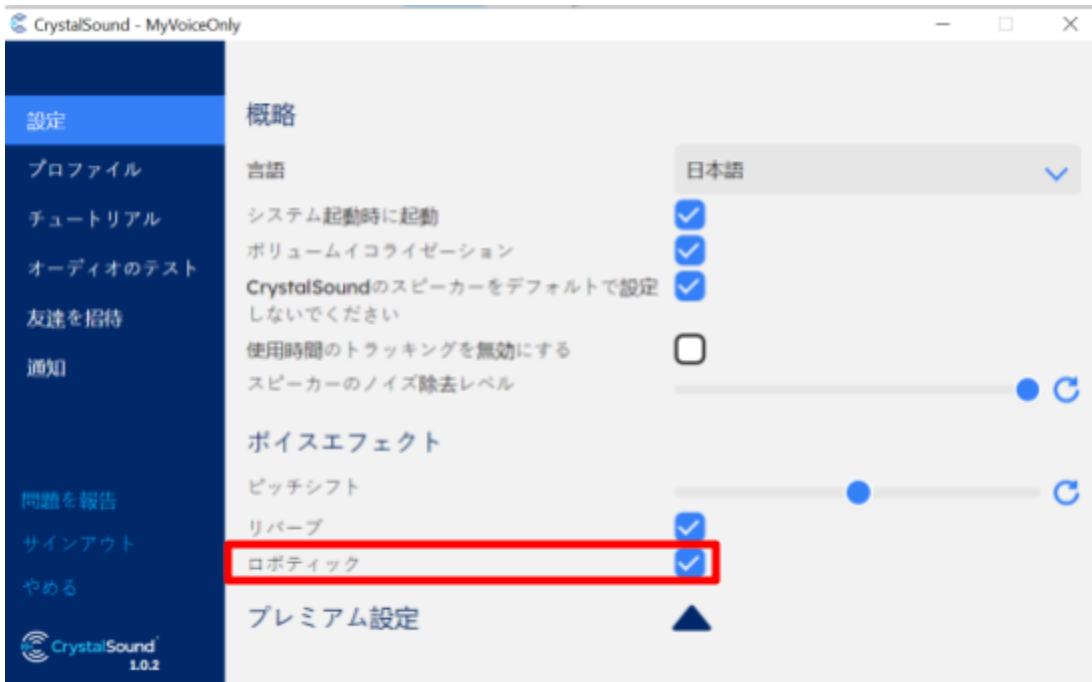 CrystalSound - MyVoiceOnly
設定
プロファイル
チュートリアル
オーディオのテスト
友達を招待
通知
問題を報告
サインアウト
やめる
CrystalSound
1.0.2
概略
言語
日本語
システム起動時に起動
ボリュームイコライゼーション
CrystalSoundのスピーカーをデフォルトで設定
しないでください
使用時間のトラッキングを無効にする
スピーカーのノイズ除去レベル
ボイスエフェクト
ピッチシフト
リバーブ
ロボティック
プレミアム設定